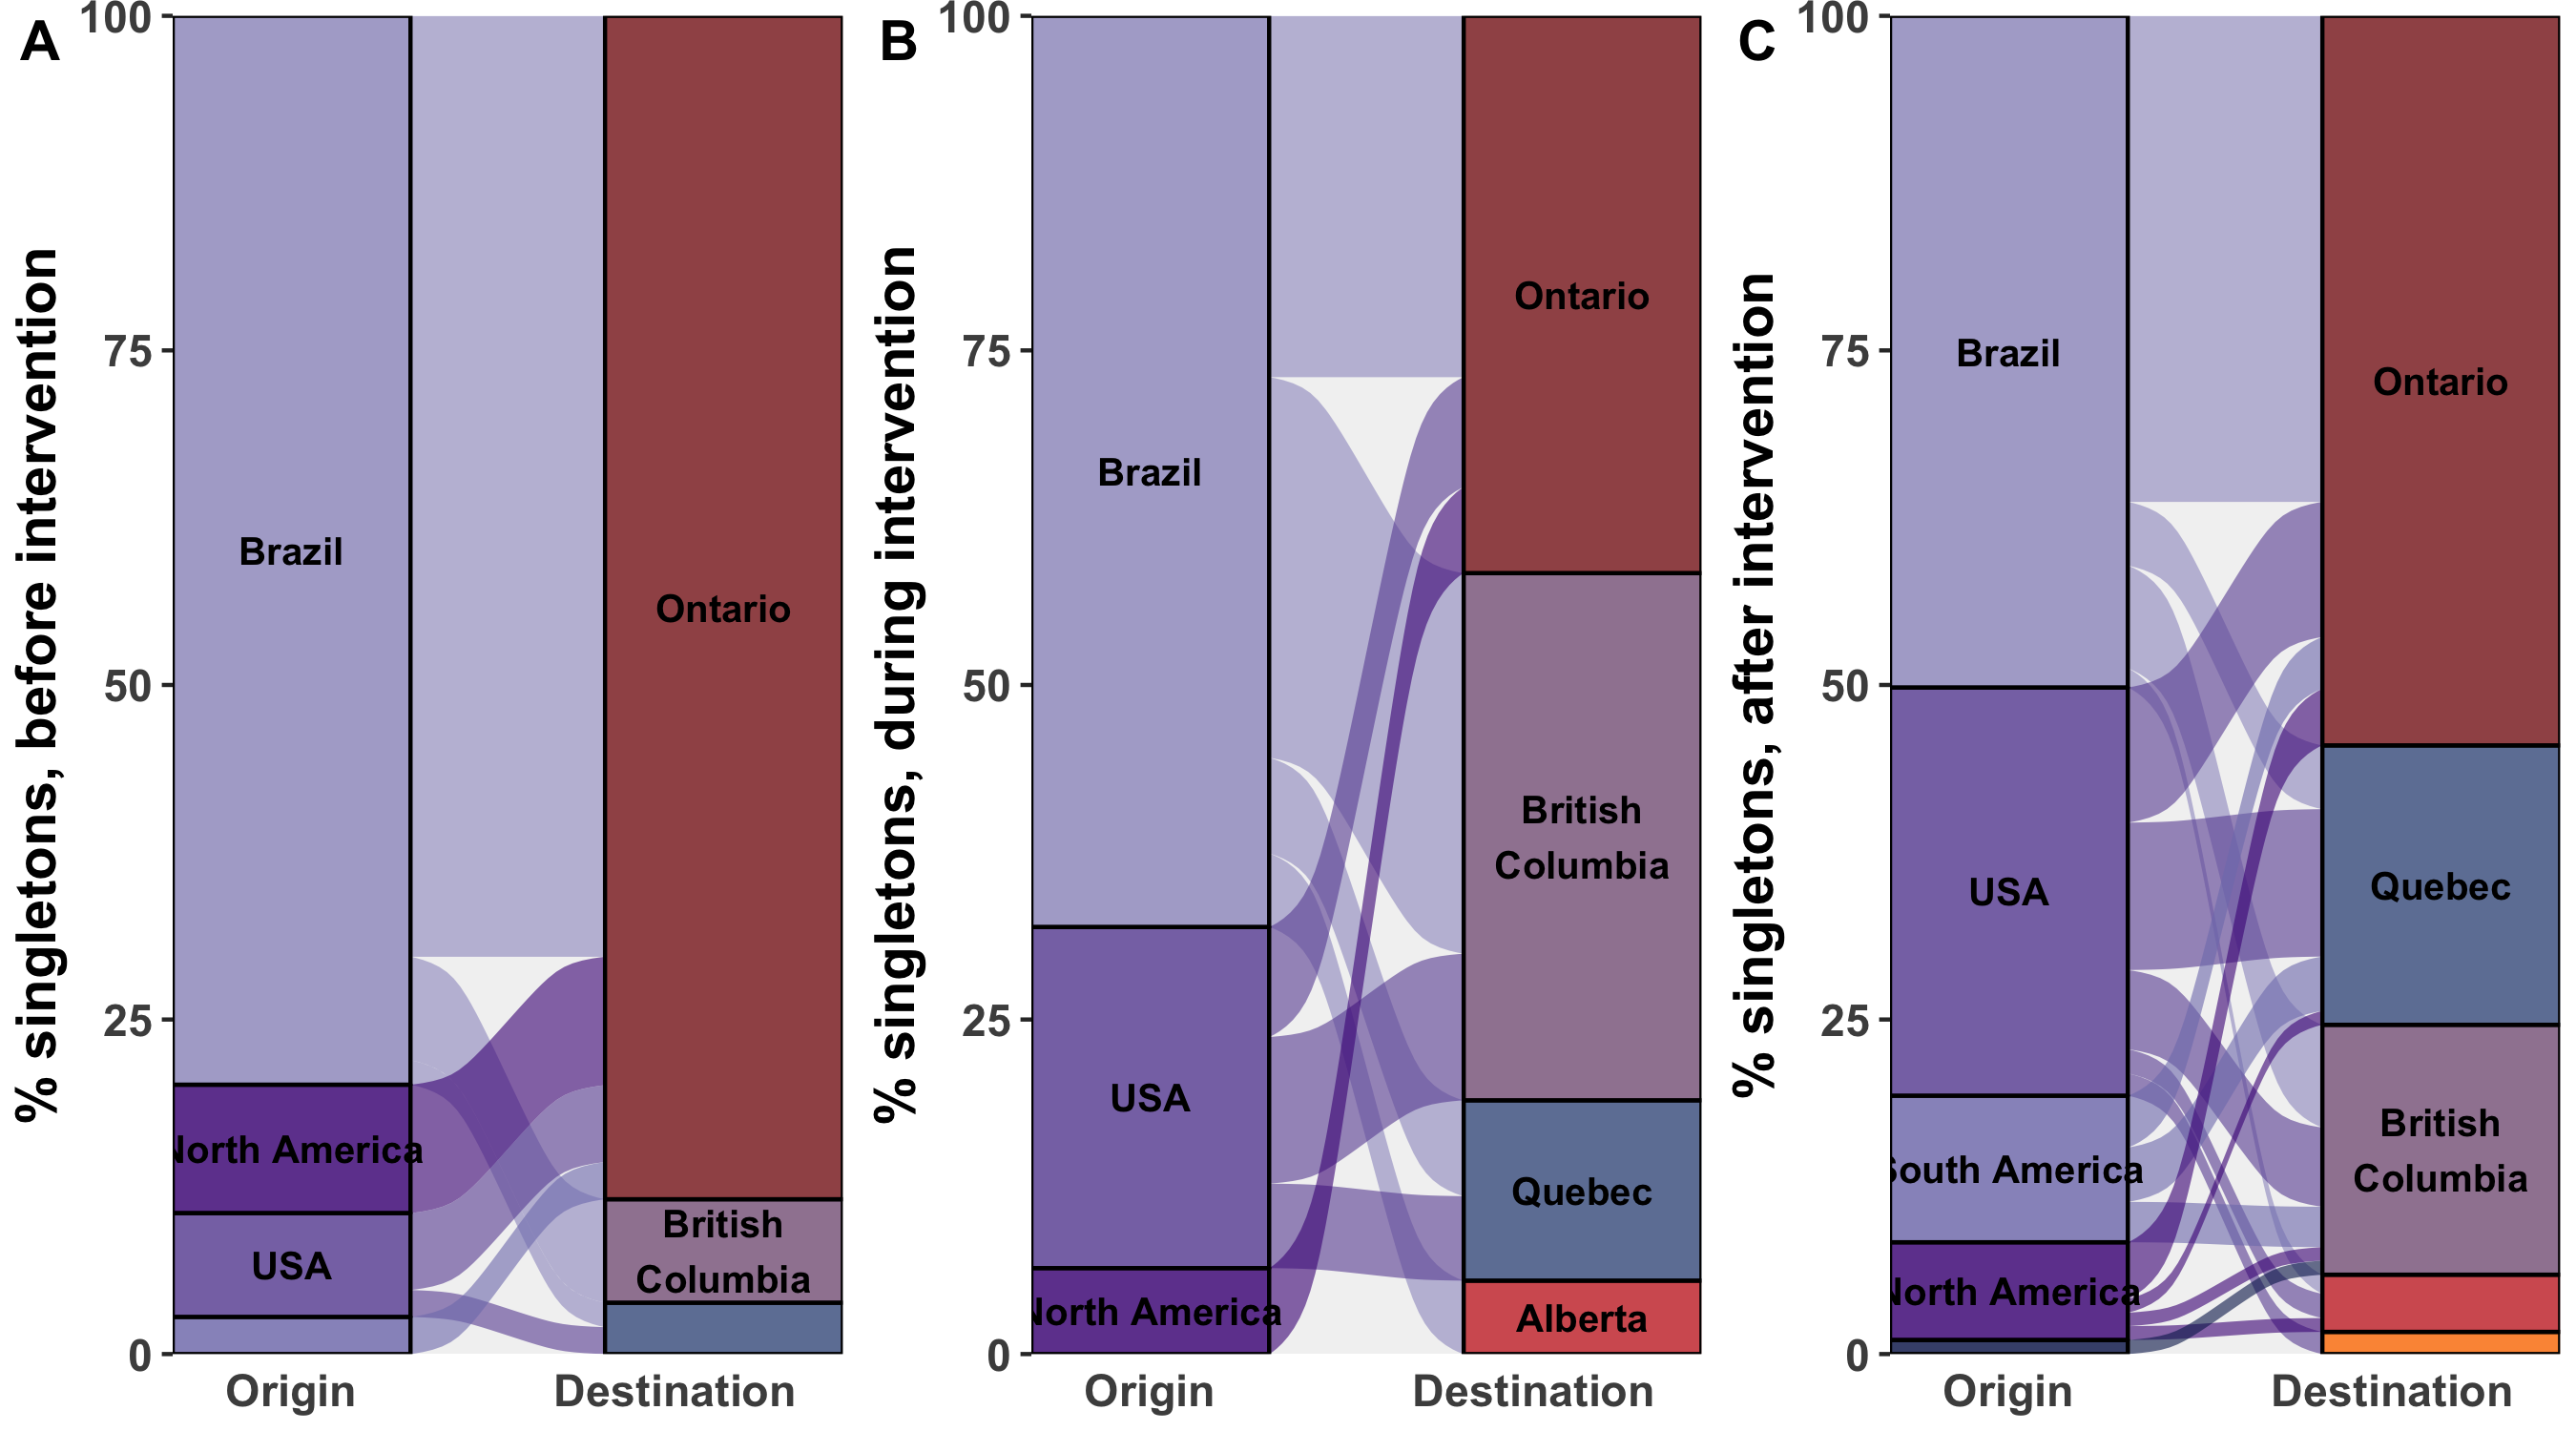 A
% singletons, before intervention
100
75
50
25
0
Brazil
North America
USA
Ontario
British
Columbia
Origin
Destination
B
% singletons, during intervention
100
75
50
25
0
Brazil
USA
North America
Ontario
British
Columbia
Quebec
Alberta
Origin
Destination
C
% singletons, after intervention
100
75
50
25
0
Brazil
USA
South America
North America
Ontario
Quebec
British
Columbia
Origin
Destination